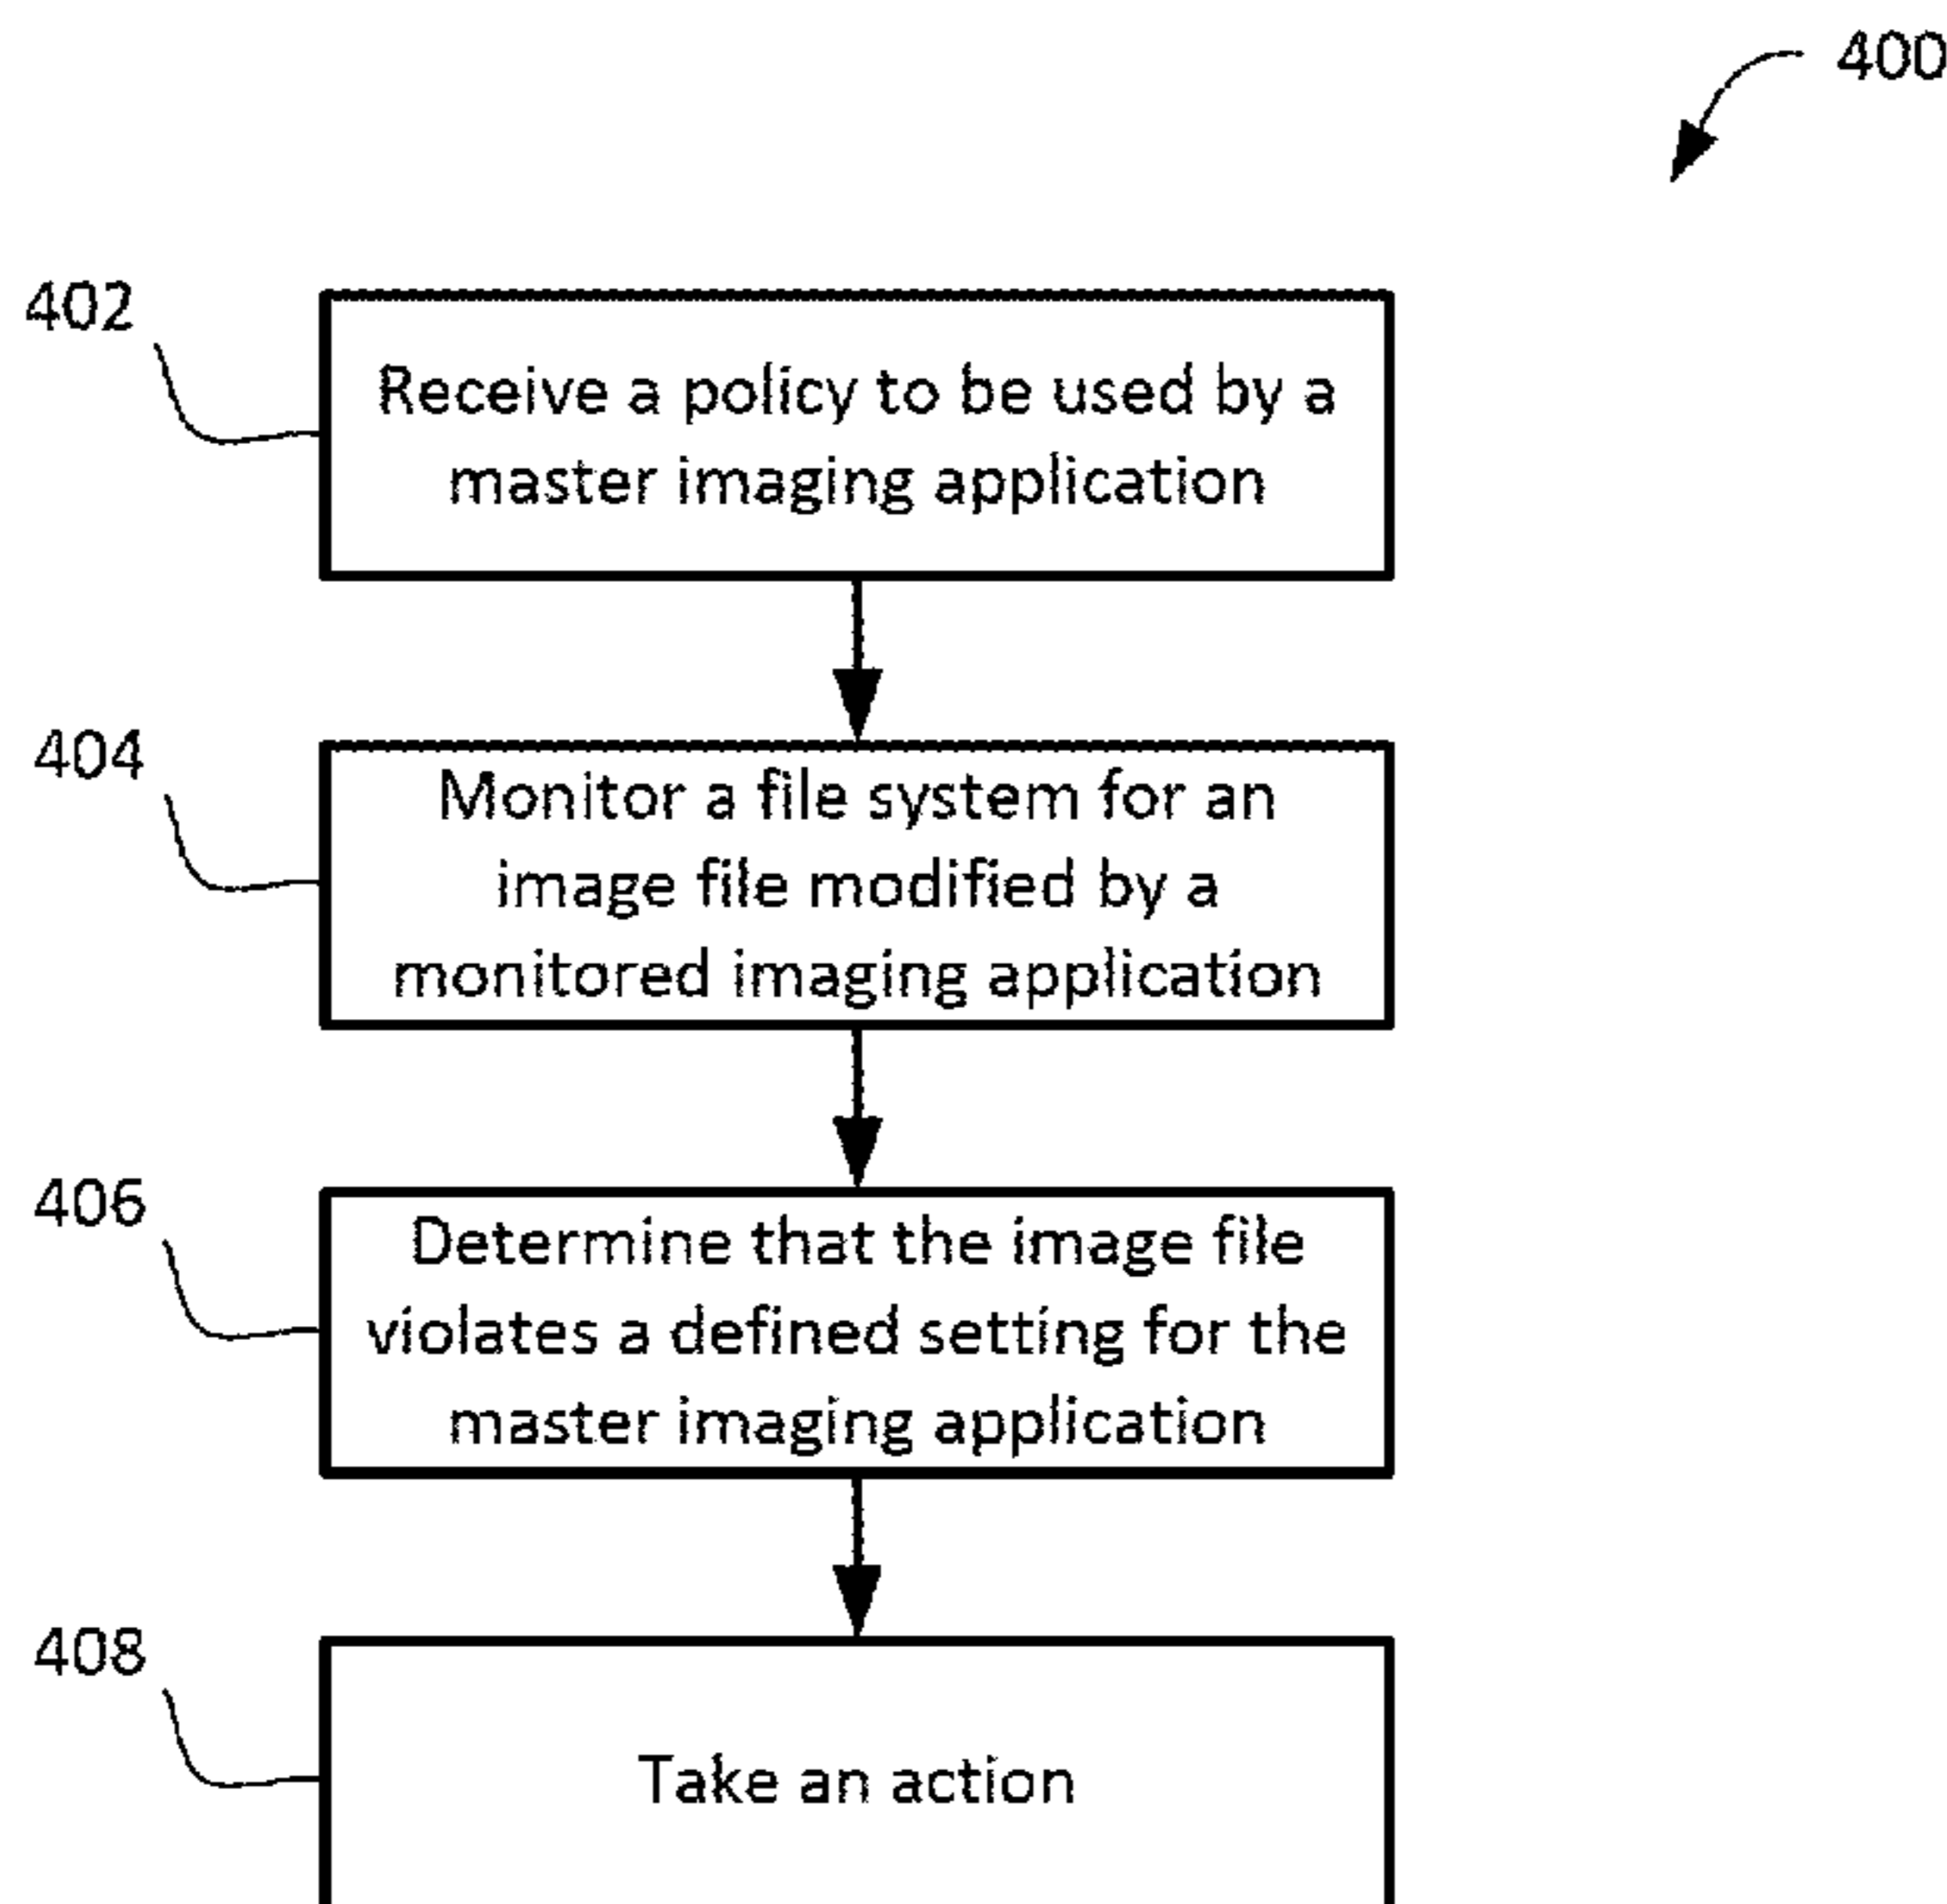 400
402
Receive a policy to be used by a
master imaging application
404
Monitor a file system for an
image file modified by a
monitored imaging application
406
Determine that the image file
violates a defined setting for the
master imaging application
408
Take an action